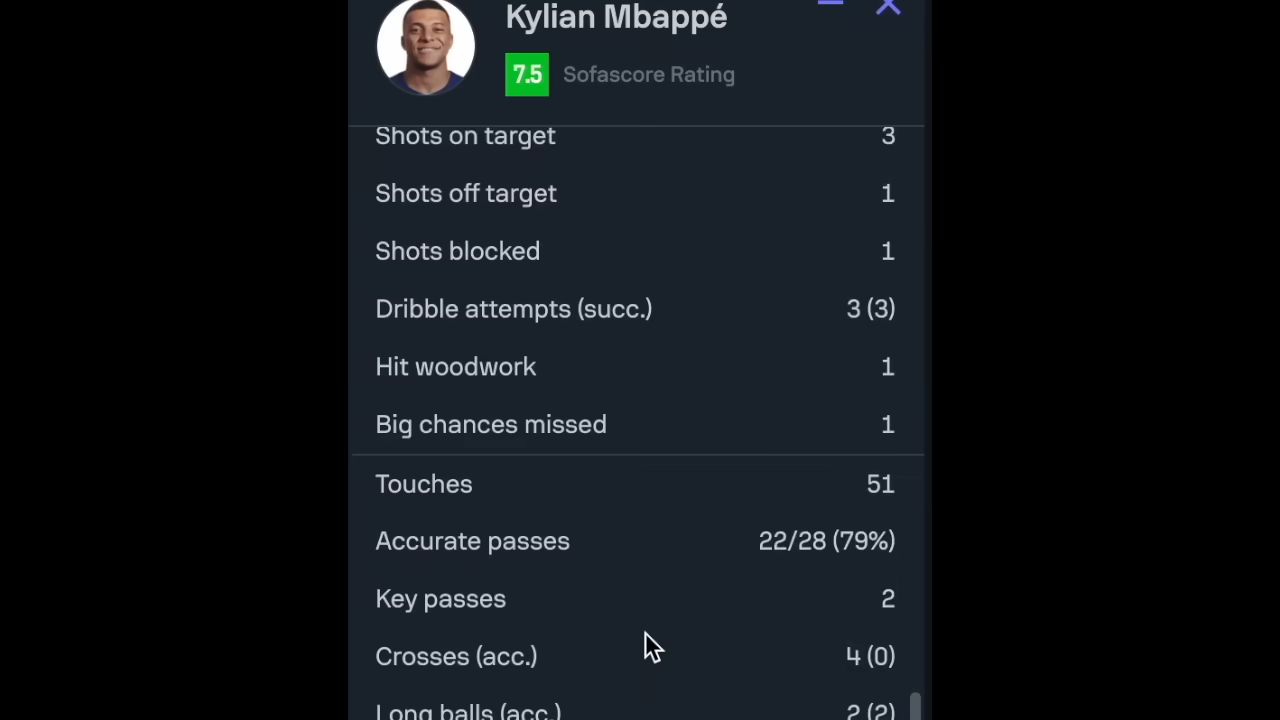 Kylian Mbappé
7.5 Sofascore Rating
Shots on target 3
Shots off target 1
Shots blocked 1
Dribble attempts (succ.) 3 (3)
Hit woodwork 1
Big chances missed 1
Touches 51
Accurate passes 22/28 (79%)
Key passes 2
Crosses (acc.) 4 (0)
Long balls (acc.) 2 (2)